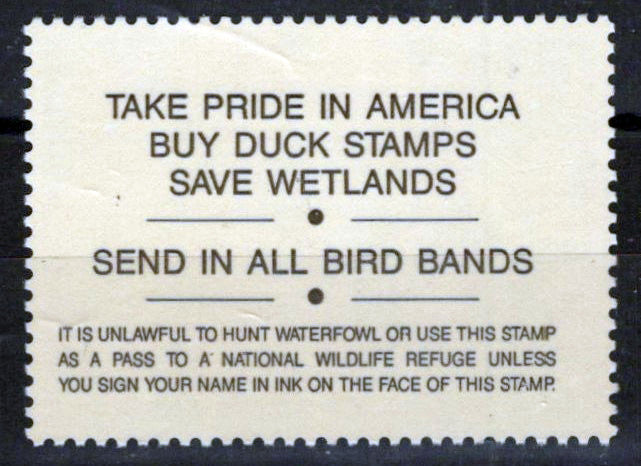 TAKE PRIDE IN AMERICA
BUY DUCK STAMPS
SAVE WETLANDS
SEND IN ALL BIRD BANDS
IT IS UNLAWFUL TO HUNT WATERFOWL OR USE THIS STAMP
AS A PASS TO A NATIONAL WILDLIFE REFUGE UNLESS
YOU SIGN YOUR NAME IN INK ON THE FACE OF THIS STAMP.